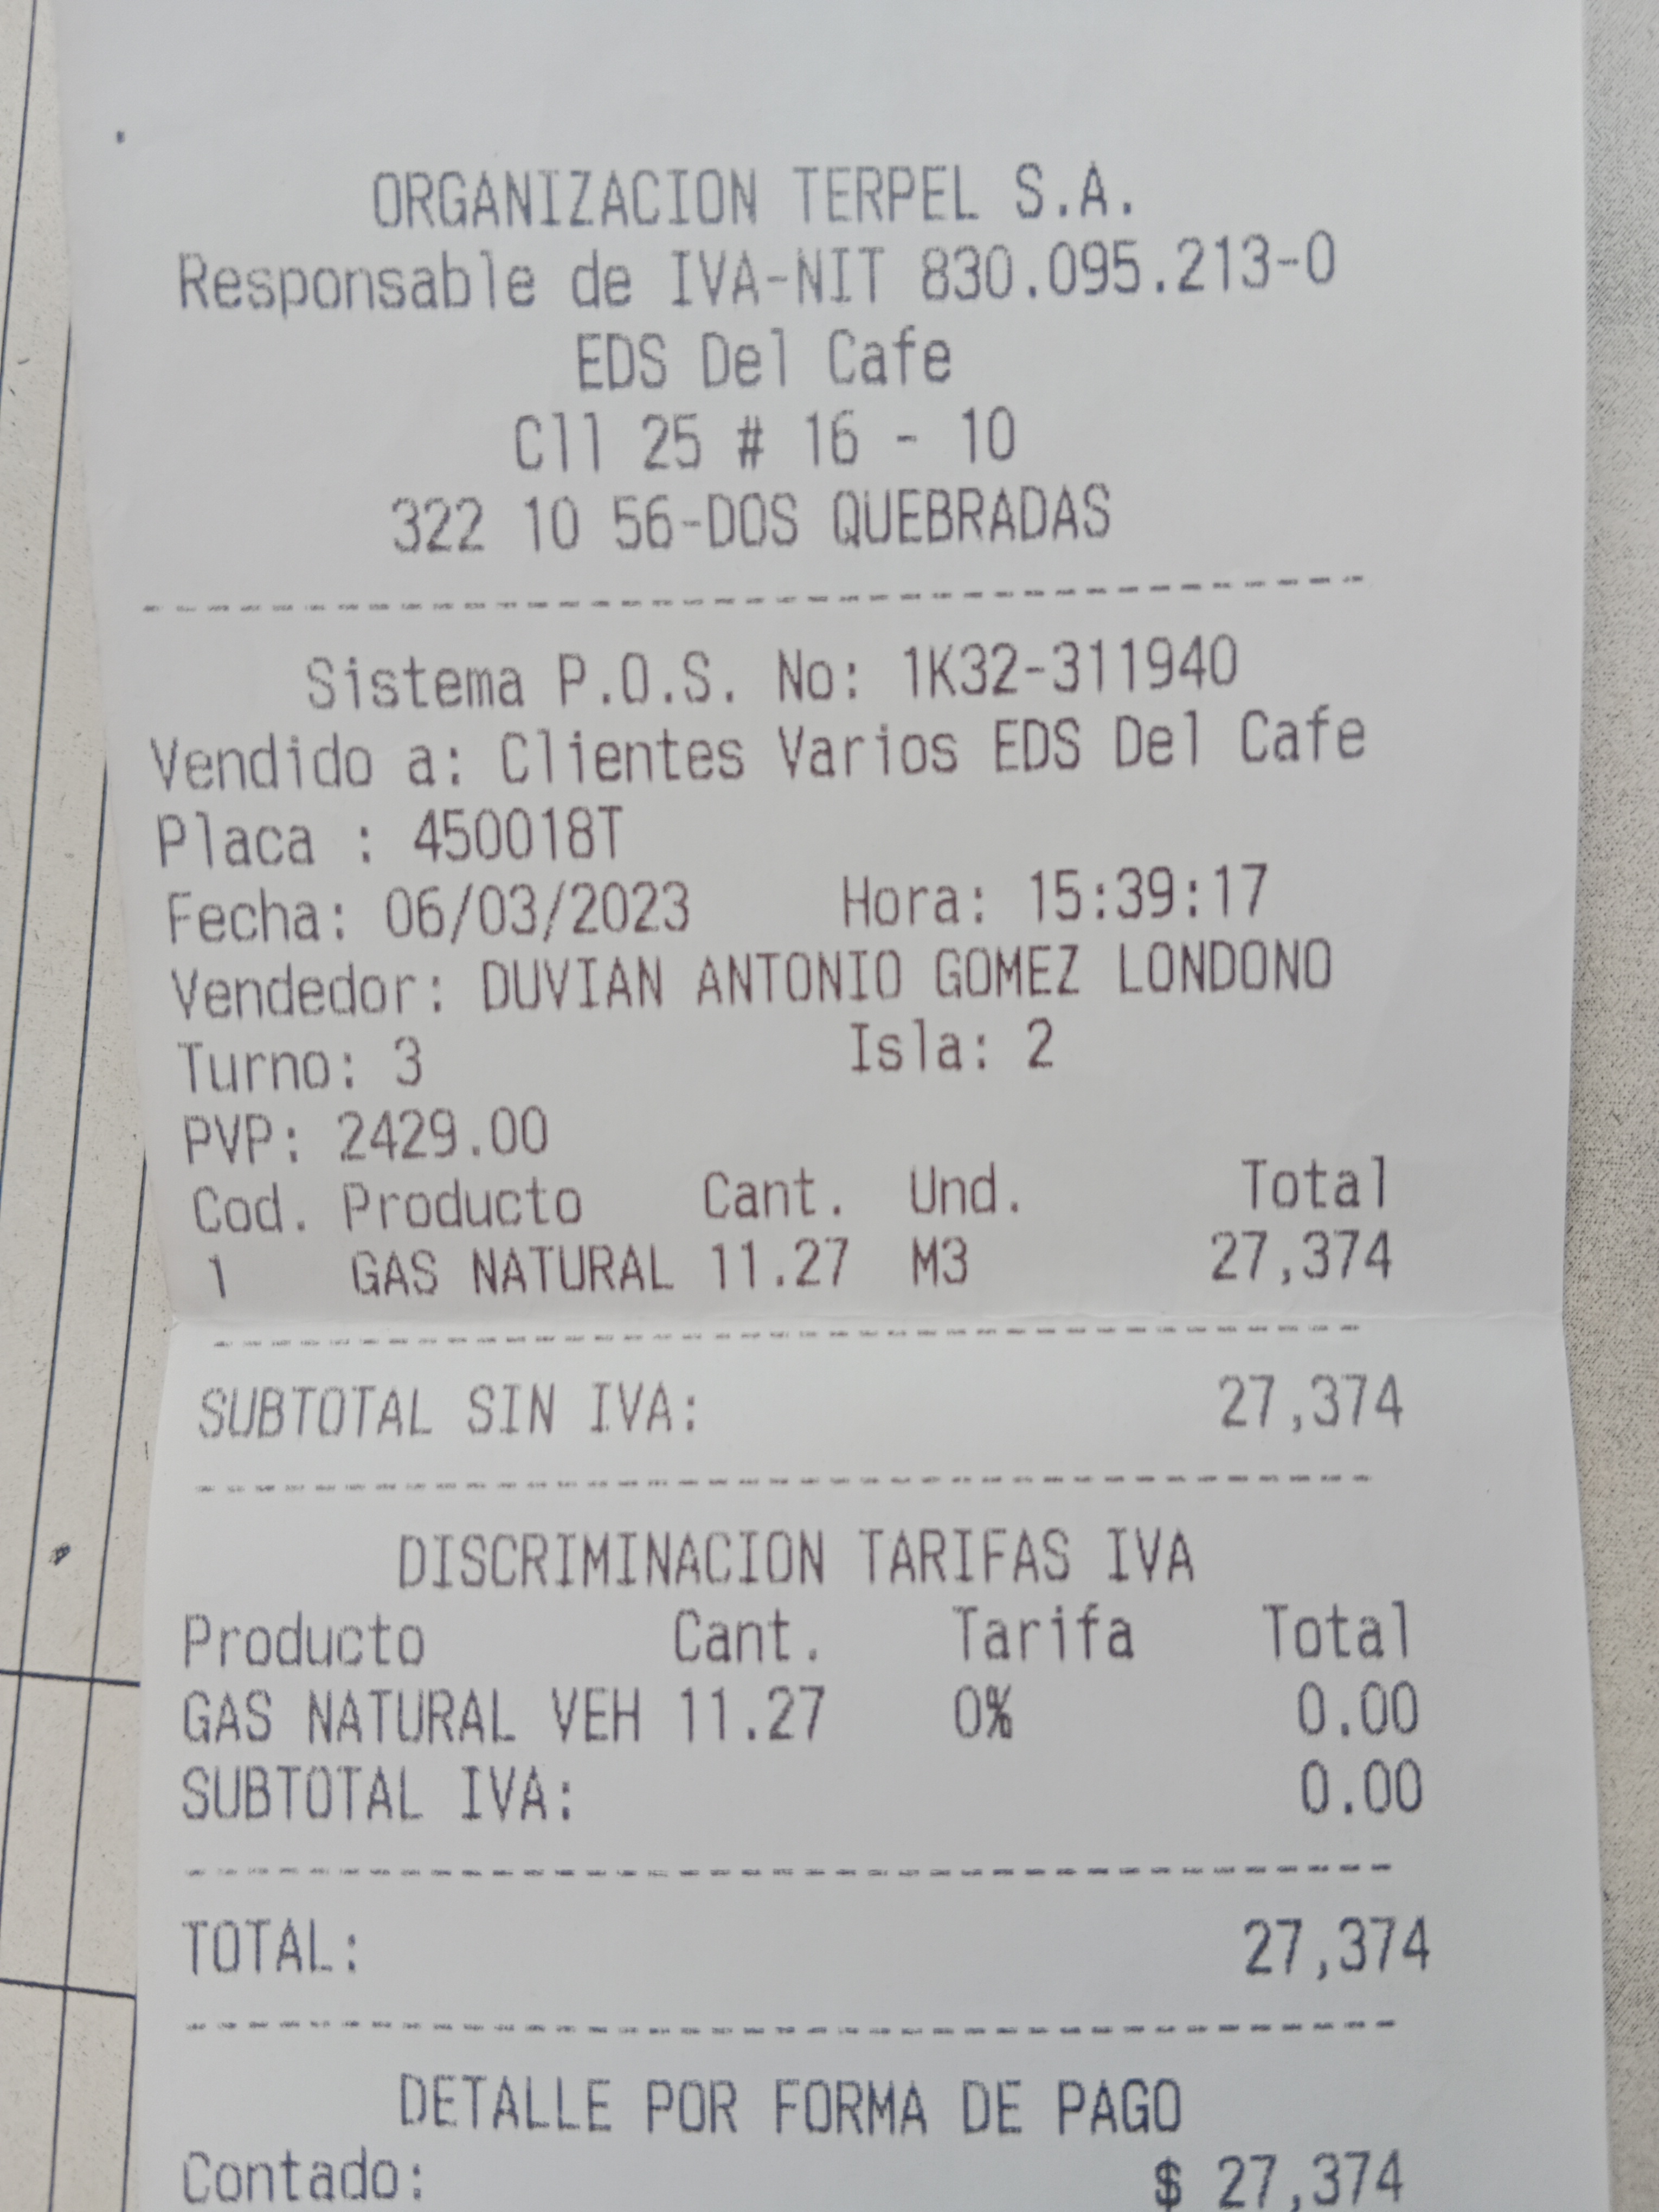 ORGANIZACION TERPEL S.A.
Responsable de IVA-NIT 830.095.213-0
EDS Del Cafe
Cll 25 # 16 - 10
322 10 56-DOS QUEBRADAS
Sistema P.O.S. No: 1K32-311940
Vendido a: Clientes Varios EDS Del Cafe
Placa : 450018T
Fecha: 06/03/2023 Hora: 15:39:17
Vendedor: DUVIAN ANTONIO GOMEZ LONDONO
Turno: 3 Isla: 2
PVP: 2429.00
Cod. Producto Cant. Und. Total
1 GAS NATURAL 11.27 M3 27,374
SUBTOTAL SIN IVA: 27,374
DISCRIMINACION TARIFAS IVA
Producto Cant. Tarifa Total
GAS NATURAL VEH 11.27 0% 0.00
SUBTOTAL IVA: 0.00
TOTAL: 27,374
DETALLE POR FORMA DE PAGO
Contado: $ 27,374